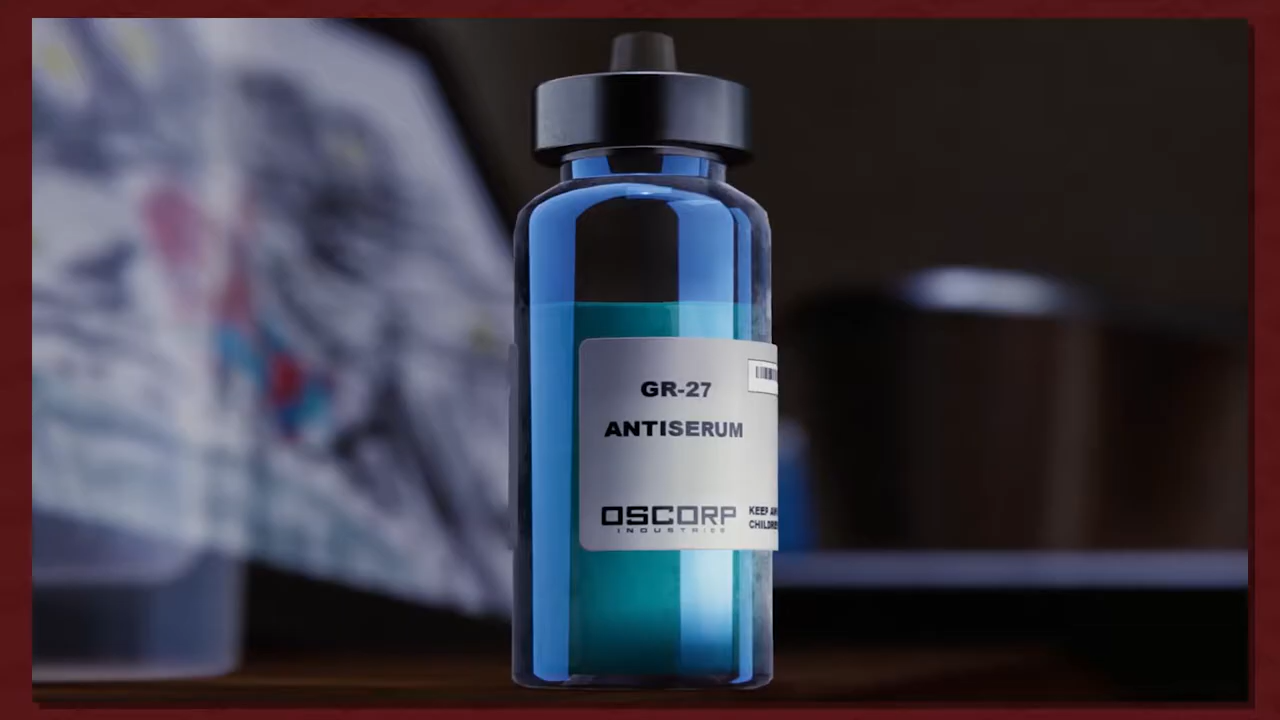 GR-27
ANTISERUM
OSCORP
INDUSTRIES
KEEP